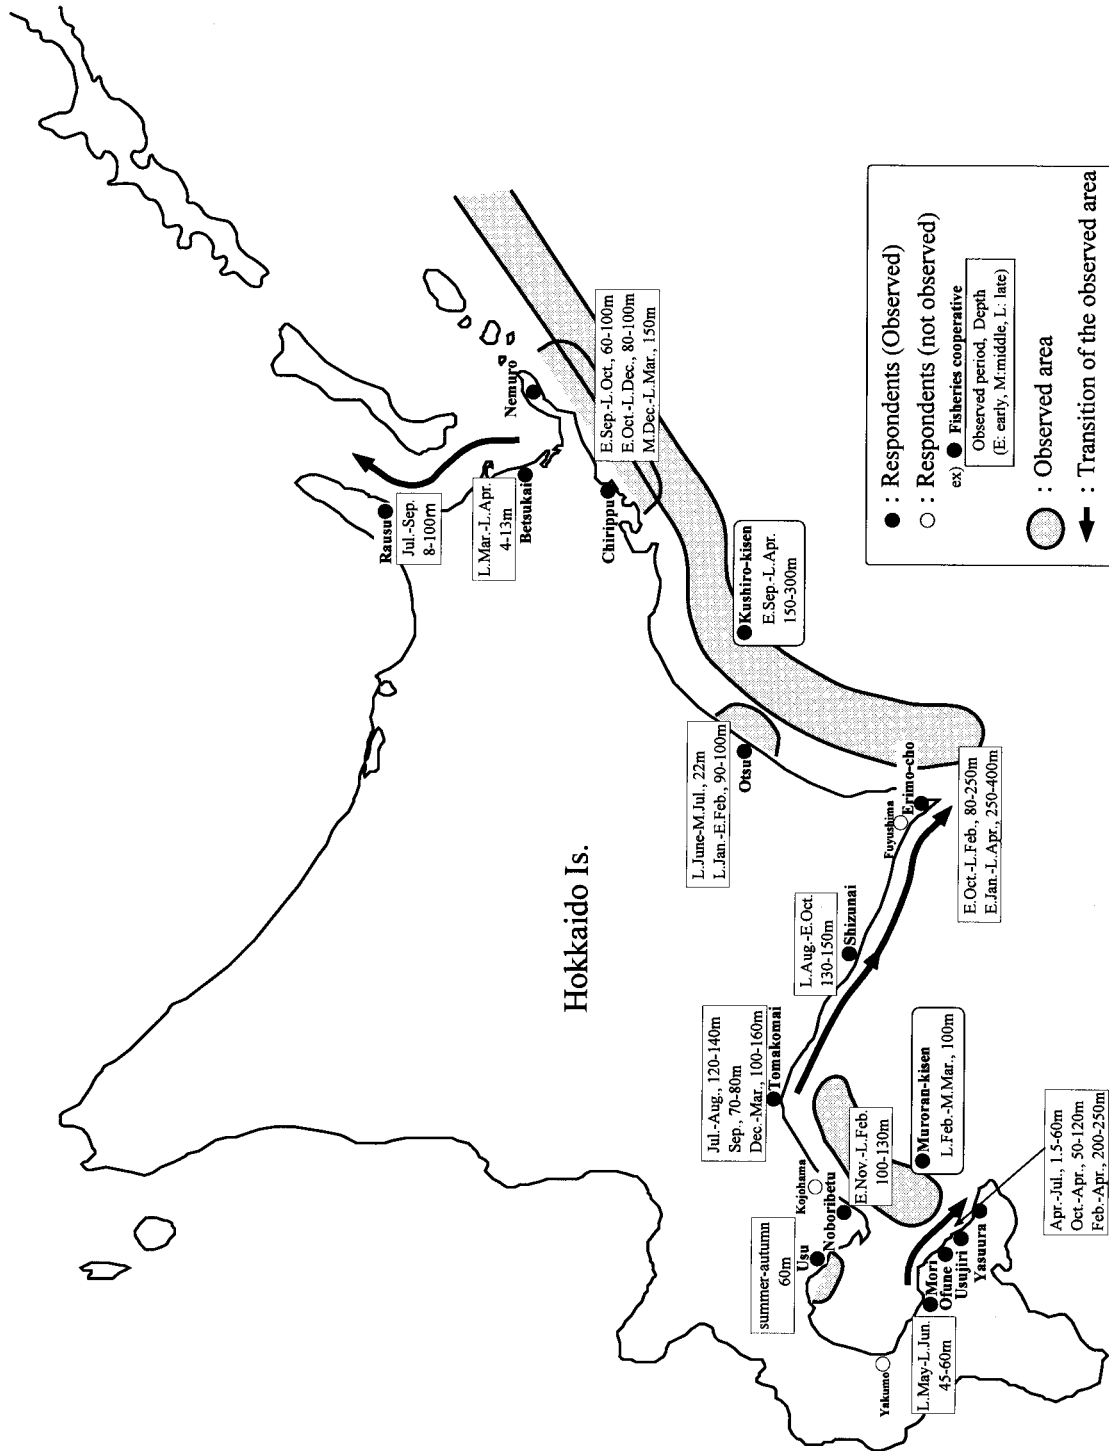 Hokkaido Is.
Rausu
Jul.-Sep.
8-100m
L.Mar.-L.Apr.
4-13m
Betsukai
Nemuro
Chirippu
E.Sep.-L.Oct., 60-100m
E.Oct.-L.Dec., 80-100m
M.Dec.-L.Mar., 150m
Kushiro-kisen
E.Sep.-L.Apr.
150-300m
L.June-M.Jul., 22m
L.Jan.-E.Feb., 90-100m
Otsu
Fuyushima
Erimo-cho
E.Oct.-L.Feb., 80-250m
E.Jan.-L.Apr., 250-400m
L.Aug.-E.Oct.
130-150m
Shizunai
Jul.-Aug., 120-140m
Sep., 70-80m
Dec.-Mar., 100-160m
Tomakomai
Kojohama
Noboribetu
E.Nov.-L.Feb.
100-130m
Muroran-kisen
L.Feb.-M.Mar., 100m
summer-autumn
60m
Usu
Yakumo
L.May-L.Jun.
45-60m
Mori
Ofune
Usujiri
Yasuura
Apr.-Jul., 1.5-60m
Oct.-Apr., 50-120m
Feb.-Apr., 200-250m
: Respondents (Observed)
: Respondents (not observed)
ex) Fisheries cooperative
Observed period, Depth
(E: early, M:middle, L: late)
: Observed area
: Transition of the observed area